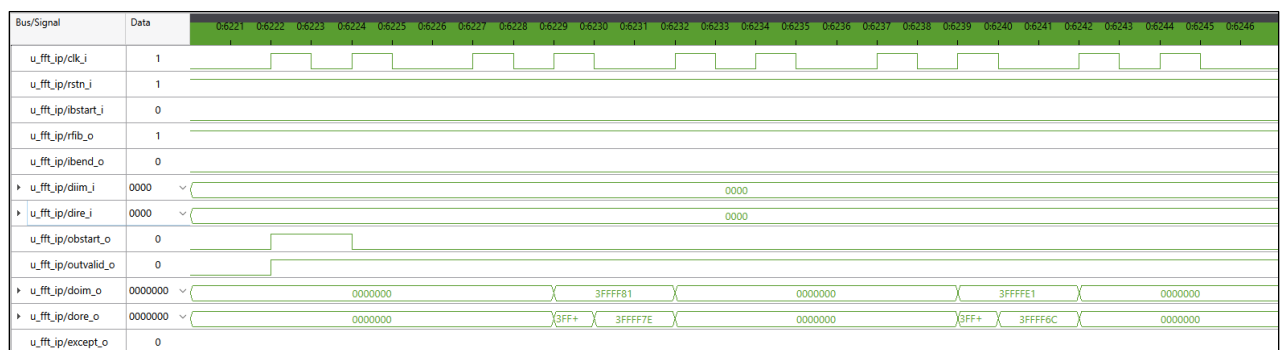 Bus/Signal Data 0:6221 0:6222 0:6223 0:6224 0:6225 0:6226 0:6227 0:6228 0:6229 0:6230 0:6231 0:6232 0:6233 0:6234 0:6235 0:6236 0:6237 0:6238 0:6239 0:6240 0:6241 0:6242 0:6243 0:6244 0:6245 0:6246
u_fft_ip/clk_i 1
u_fft_ip/rstn_i 1
u_fft_ip/ibstart_i 0
u_fft_ip/rfib_o 1
u_fft_ip/ibend_o 0
u_fft_ip/diim_i 0000 0000
u_fft_ip/dire_i 0000 0000
u_fft_ip/obstart_o 0
u_fft_ip/outvalid_o 0
u_fft_ip/doim_o 0000000 0000000 3FFFF81 0000000 3FFFFE1 0000000
u_fft_ip/dore_o 0000000 0000000 3FF+ 3FFFF7E 0000000 3FF+ 3FFFF6C 0000000
u_fft_ip/except_o 0